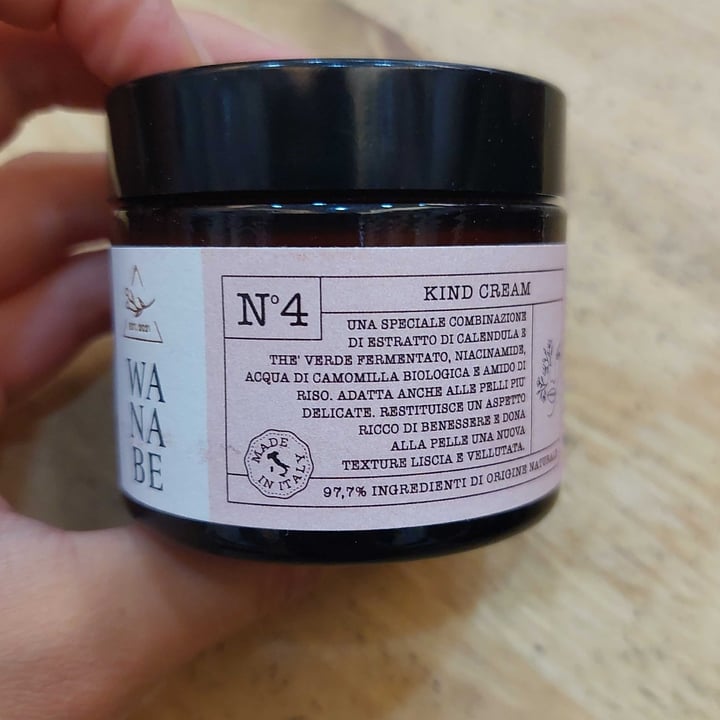 EST. 2021
WA
NA
BE
N°4
KIND CREAM
UNA SPECIALE COMBINAZIONE
DI ESTRATTO DI CALENDULA E
THE' VERDE FERMENTATO, NIACINAMIDE,
ACQUA DI CAMOMILLA BIOLOGICA E AMIDO DI
RISO. ADATTA ANCHE ALLE PELLI PIU'
DELICATE. RESTITUISCE UN ASPETTO
RICCO DI BENESSERE E DONA
ALLA PELLE UNA NUOVA
TEXTURE LISCIA E VELLUTATA.
MADE
IN ITALY
97,7% INGREDIENTI DI ORIGINE NATURALE